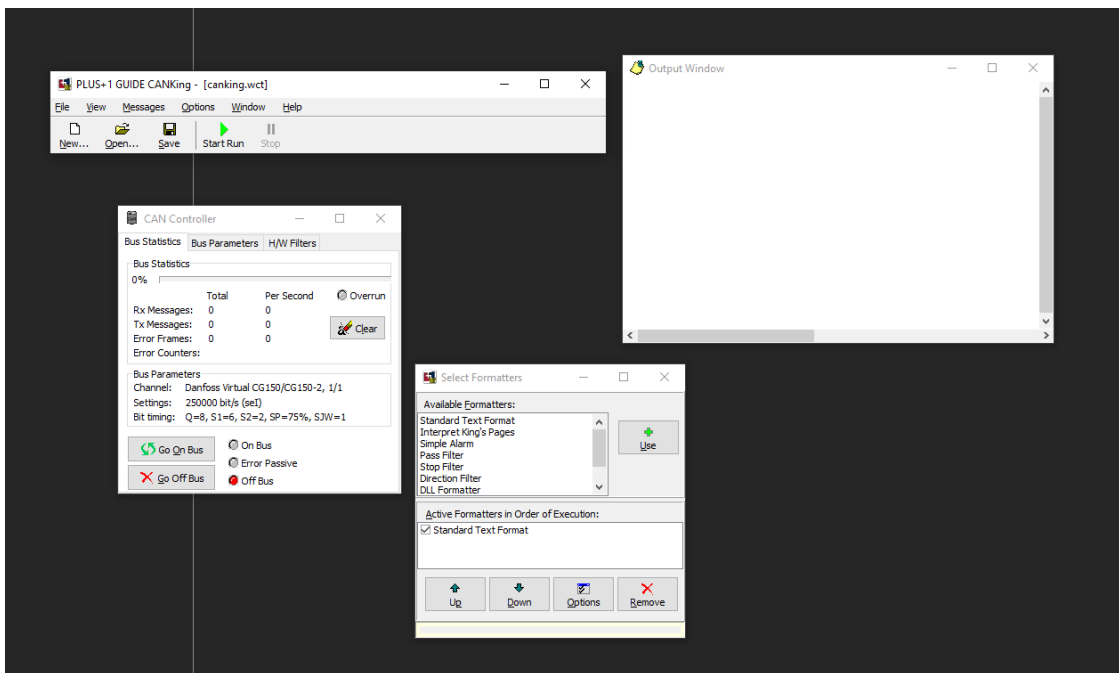 PLUS+1 GUIDE CANKing - [canking.wct]
File View Messages Options Window Help
New... Open... Save Start Run Stop
Output Window
CAN Controller
Bus Statistics Bus Parameters H/W Filters
Bus Statistics
0%
Total Per Second Overrun
Rx Messages: 0 0
Tx Messages: 0 0
Clear
Error Frames: 0 0
Error Counters:
Bus Parameters
Channel: Danfoss Virtual CG150/CG150-2, 1/1
Settings: 250000 bit/s (seI)
Bit timing: Q=8, S1=6, S2=2, SP=75%, SJW=1
Go On Bus
On Bus
Error Passive
Go Off Bus
Off Bus
Select Formatters
Available Formatters:
Standard Text Format
Interpret King's Pages
Simple Alarm
Pass Filter
Stop Filter
Direction Filter
DLL Formatter
Use
Active Formatters in Order of Execution:
Standard Text Format
Up Down Options Remove